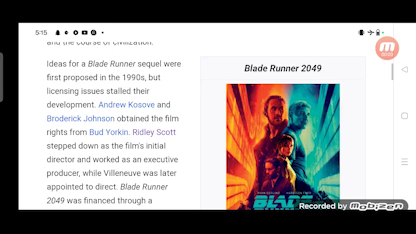 5:15
and the course of civilization.
Ideas for a Blade Runner sequel were
first proposed in the 1990s, but
licensing issues stalled their
development. Andrew Kosove and
Broderick Johnson obtained the film
rights from Bud Yorkin. Ridley Scott
stepped down as the film's initial
director and worked as an executive
producer, while Villeneuve was later
appointed to direct. Blade Runner
2049 was financed through a
Blade Runner 2049
BLADE
Recorded by MOBIZEN